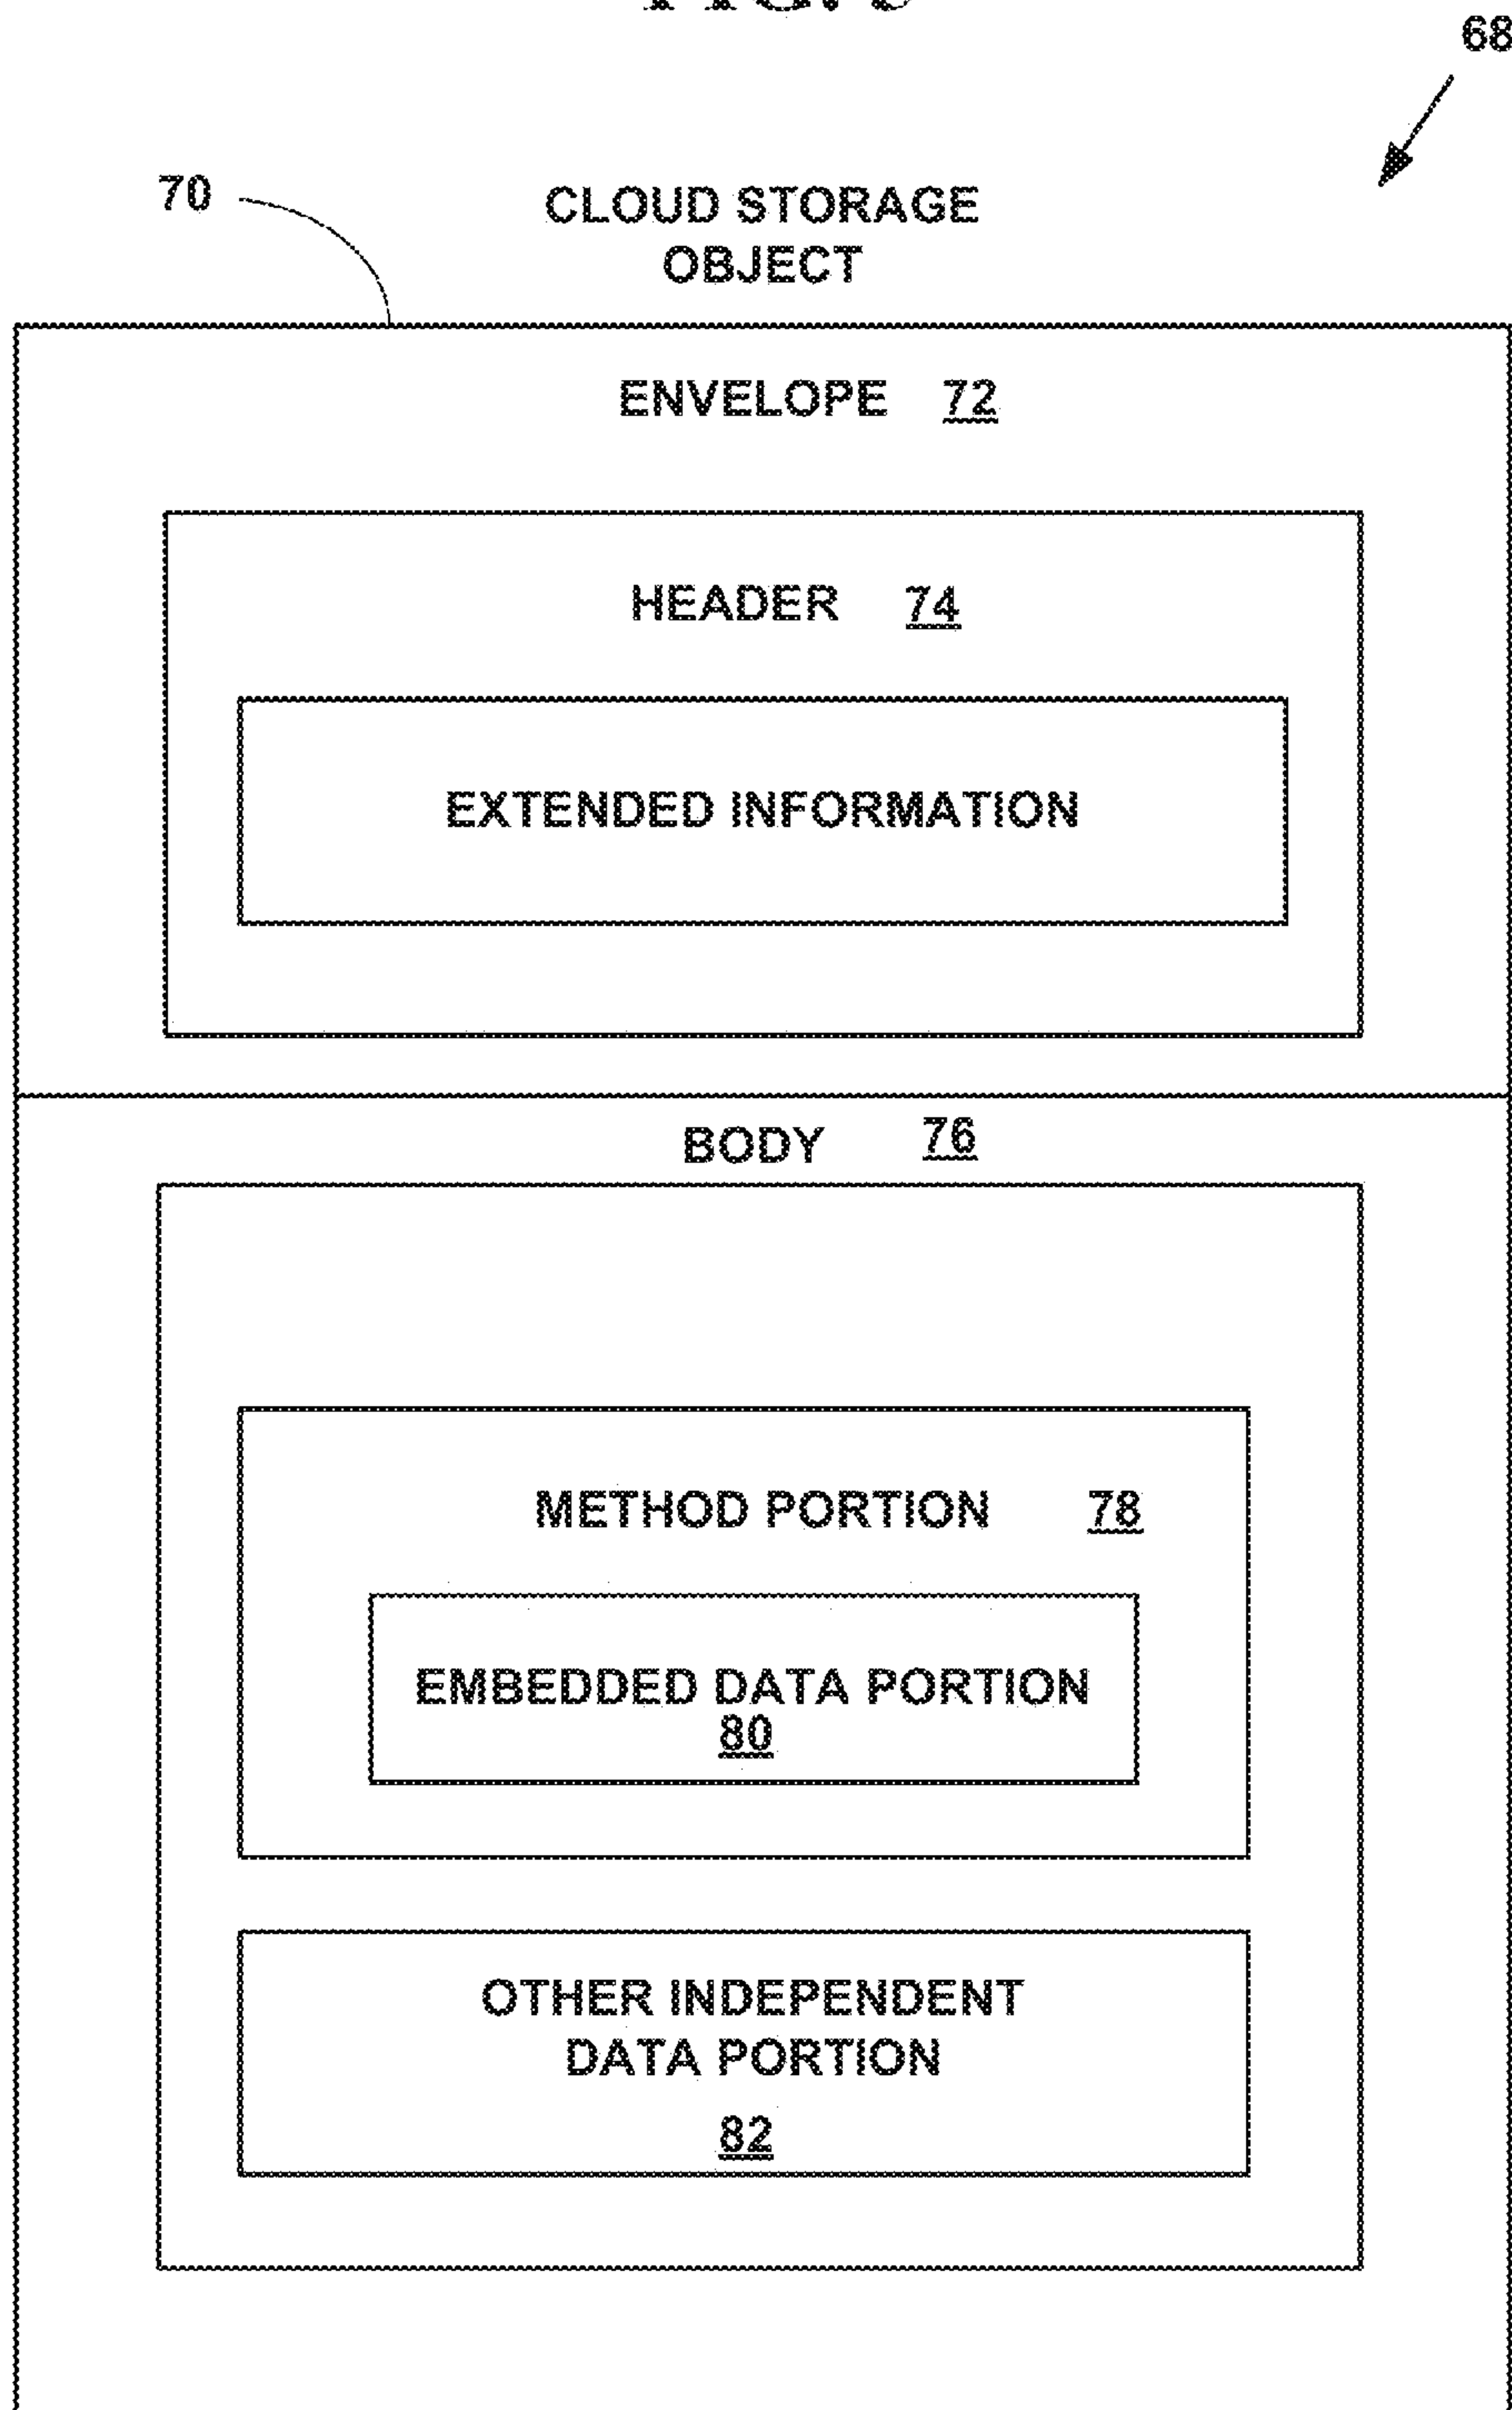 68
70
CLOUD STORAGE
OBJECT
ENVELOPE 72
HEADER 74
EXTENDED INFORMATION
BODY 76
METHOD PORTION 78
EMBEDDED DATA PORTION
80
OTHER INDEPENDENT
DATA PORTION
82